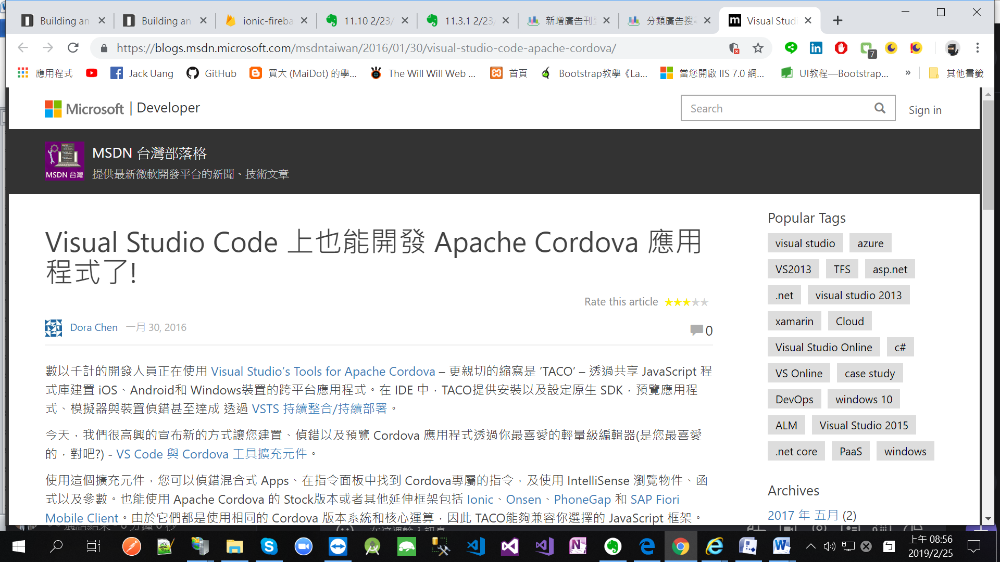 Building an
Building an
ionic-fireba
11.10 2/23/
11.3.1 2/23,
新增廣告刊登
分類廣告搜尋
Visual Studi
https://blogs.msdn.microsoft.com/msdntaiwan/2016/01/30/visual-studio-code-apache-cordova/
7
應用程式
Jack Uang
GitHub
買大 (MaiDot) 的學...
The Will Will Web ...
首頁
Bootstrap教學《La...
當您開啟 IIS 7.0 網...
UI教程—Bootstrap...
»
其他書籤
Microsoft | Developer
Search
Sign in
MSDN 台灣
MSDN 台灣部落格
提供最新微軟開發平台的新聞、技術文章
Visual Studio Code 上也能開發 Apache Cordova 應用
程式了!
Rate this article
Dora Chen 一月 30, 2016
0
數以千計的開發人員正在使用 Visual Studio’s Tools for Apache Cordova – 更親切的縮寫是 ‘TACO’ – 透過共享 JavaScript 程
式庫建置 iOS、Android和 Windows裝置的跨平台應用程式。在 IDE 中，TACO提供安裝以及設定原生 SDK，預覽應用程
式、模擬器與裝置偵錯甚至達成 透過 VSTS 持續整合/持續部署。
今天，我們很高興的宣布新的方式讓您建置、偵錯以及預覽 Cordova 應用程式透過你最喜愛的輕量級編輯器(是您最喜愛
的，對吧?) - VS Code 與 Cordova 工具擴充元件。
使用這個擴充元件，您可以偵錯混合式 Apps、在指令面板中找到 Cordova專屬的指令，及使用 IntelliSense 瀏覽物件、函
式以及參數。也能使用 Apache Cordova 的 Stock版本或者其他延伸框架包括 Ionic、Onsen、PhoneGap 和 SAP Fiori
Mobile Client。由於它們都是使用相同的 Cordova 版本系統和核心運算，因此 TACO能夠兼容你選擇的 JavaScript 框架。
Popular Tags
visual studio
azure
VS2013
TFS
asp.net
.net
visual studio 2013
xamarin
Cloud
Visual Studio Online
c#
VS Online
case study
DevOps
windows 10
ALM
Visual Studio 2015
.net core
PaaS
windows
Archives
2017 年 五月 (2)
上午 08:56
2019/2/25